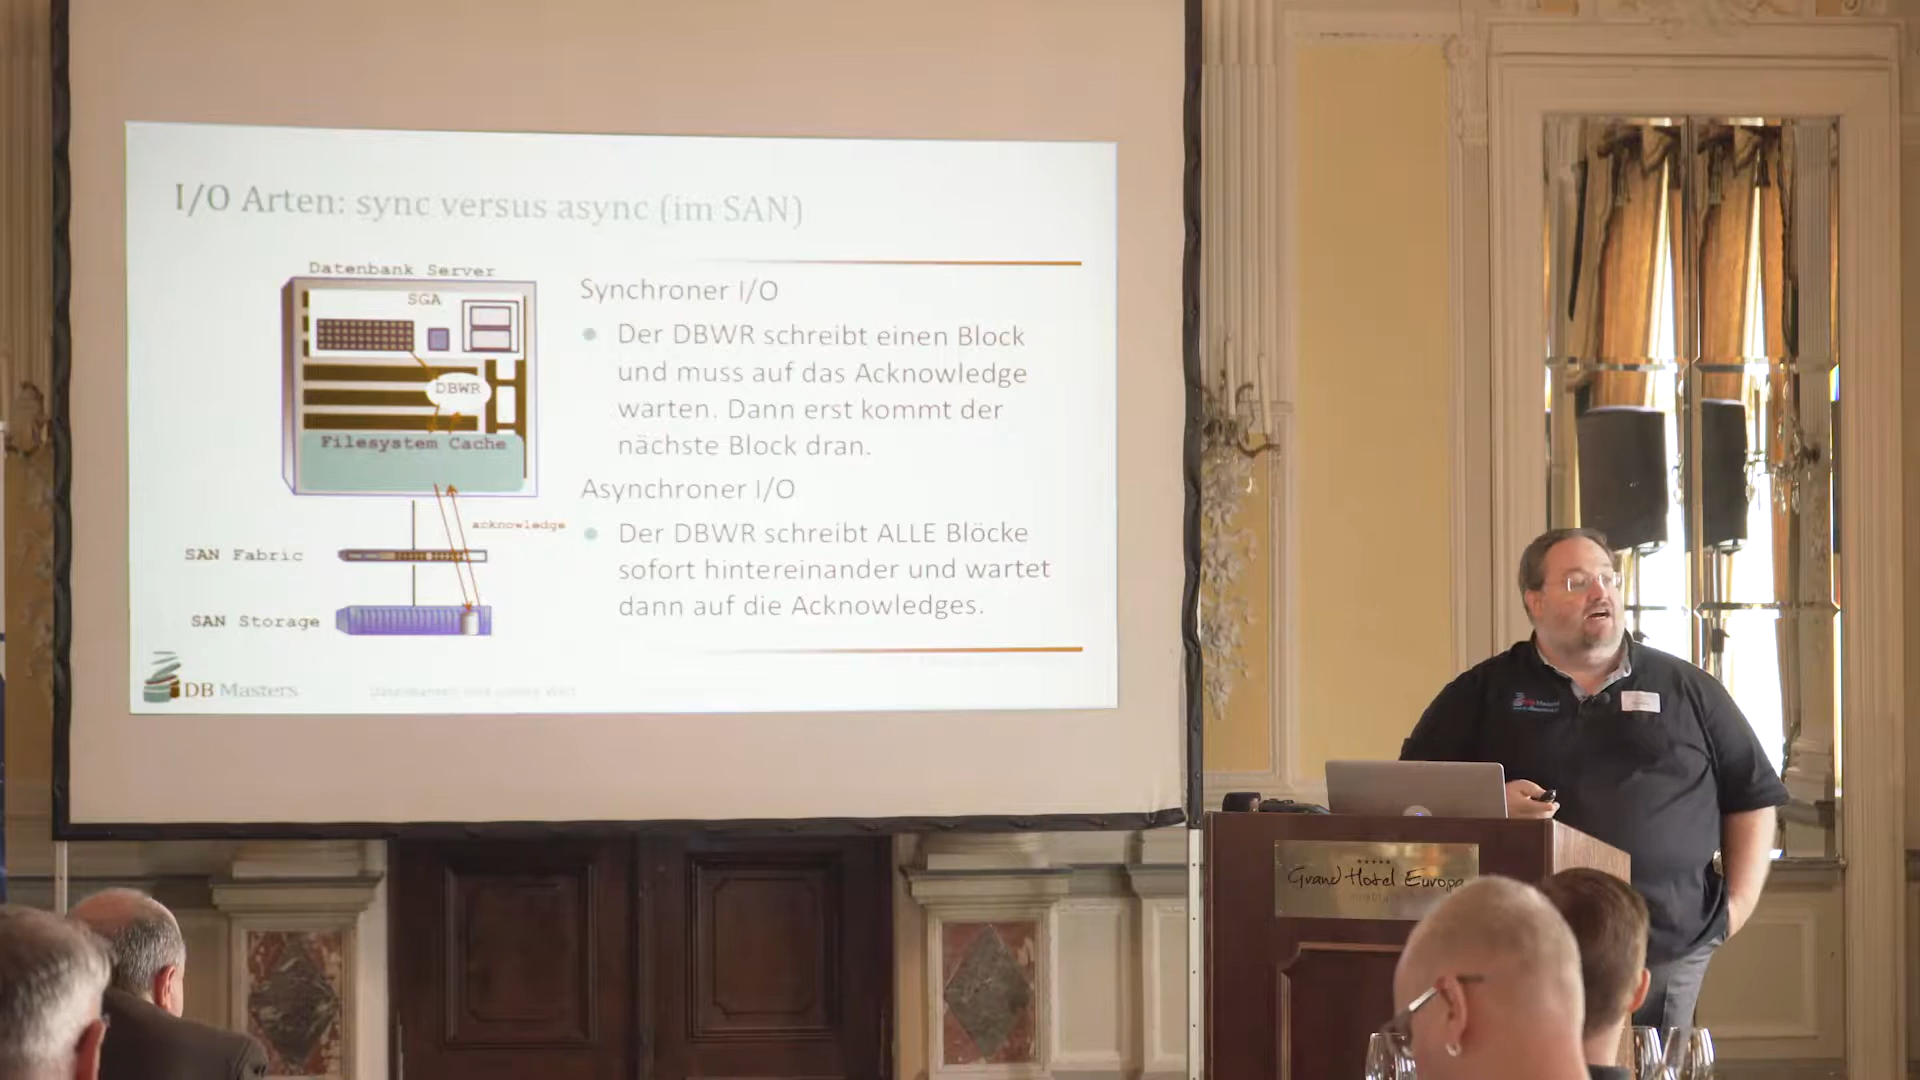 I/O Arten: sync versus async (im SAN)
Datenbank Server
SGA
DBWR
Filesystem Cache
acknowledge
SAN Fabric
SAN Storage
Synchroner I/O
Der DBWR schreibt einen Block
und muss auf das Acknowledge
warten. Dann erst kommt der
nächste Block dran.
Asynchroner I/O
Der DBWR schreibt ALLE Blöcke
sofort hintereinander und wartet
dann auf die Acknowledges.
DB Masters
Grand Hotel Europa